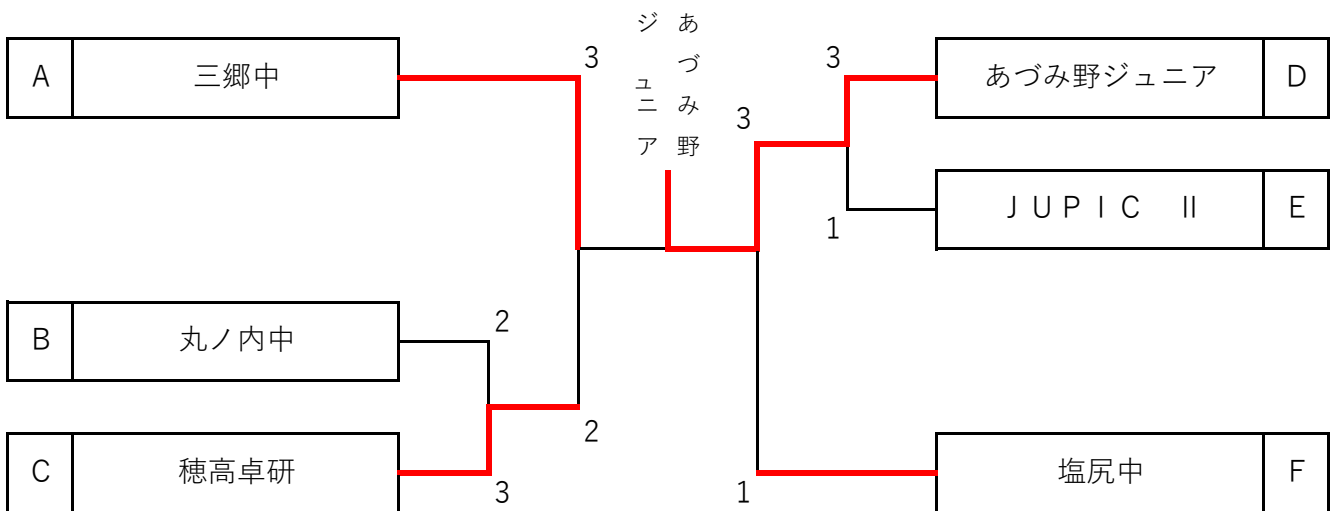 あづみ野
ジュニア
3
3
A 三郷中
あづみ野ジュニア D
3
ＪＵＰＩＣ　Ⅱ E
1
2
B 丸ノ内中
2
C 穂高卓研
塩尻中 F
3
1